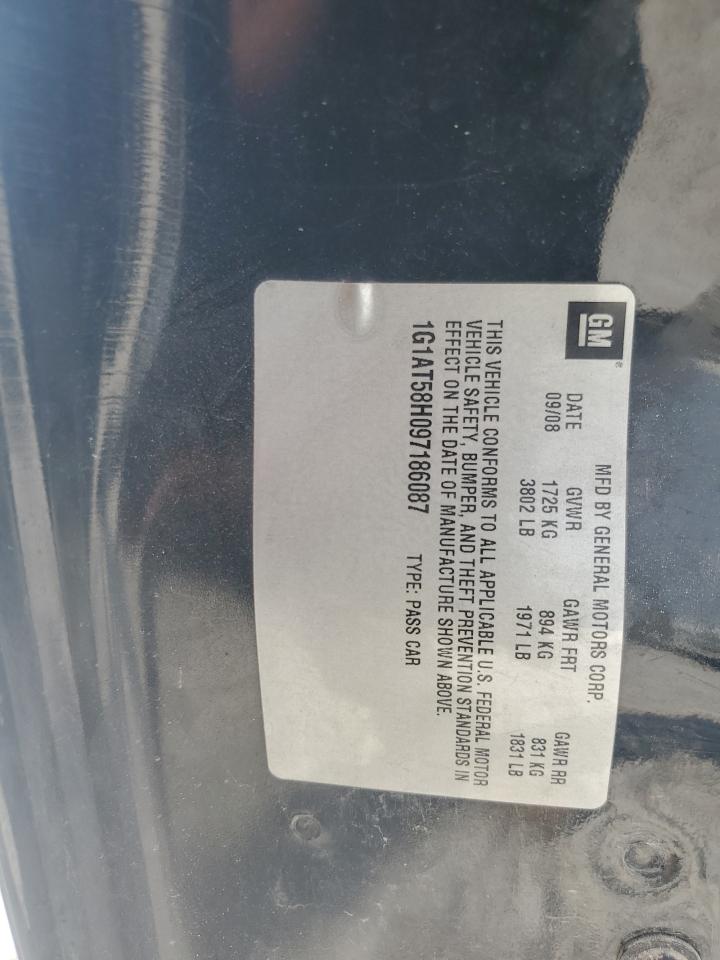 GM®
MFD BY GENERAL MOTORS CORP.
DATE GVWR GAWR FRT GAWR RR
09/08 1725 KG 894 KG 831 KG
3802 LB 1971 LB 1831 LB
THIS VEHICLE CONFORMS TO ALL APPLICABLE U.S. FEDERAL MOTOR
VEHICLE SAFETY, BUMPER, AND THEFT PREVENTION STANDARDS IN
EFFECT ON THE DATE OF MANUFACTURE SHOWN ABOVE.
1G1AT58H097186087 TYPE: PASS CAR